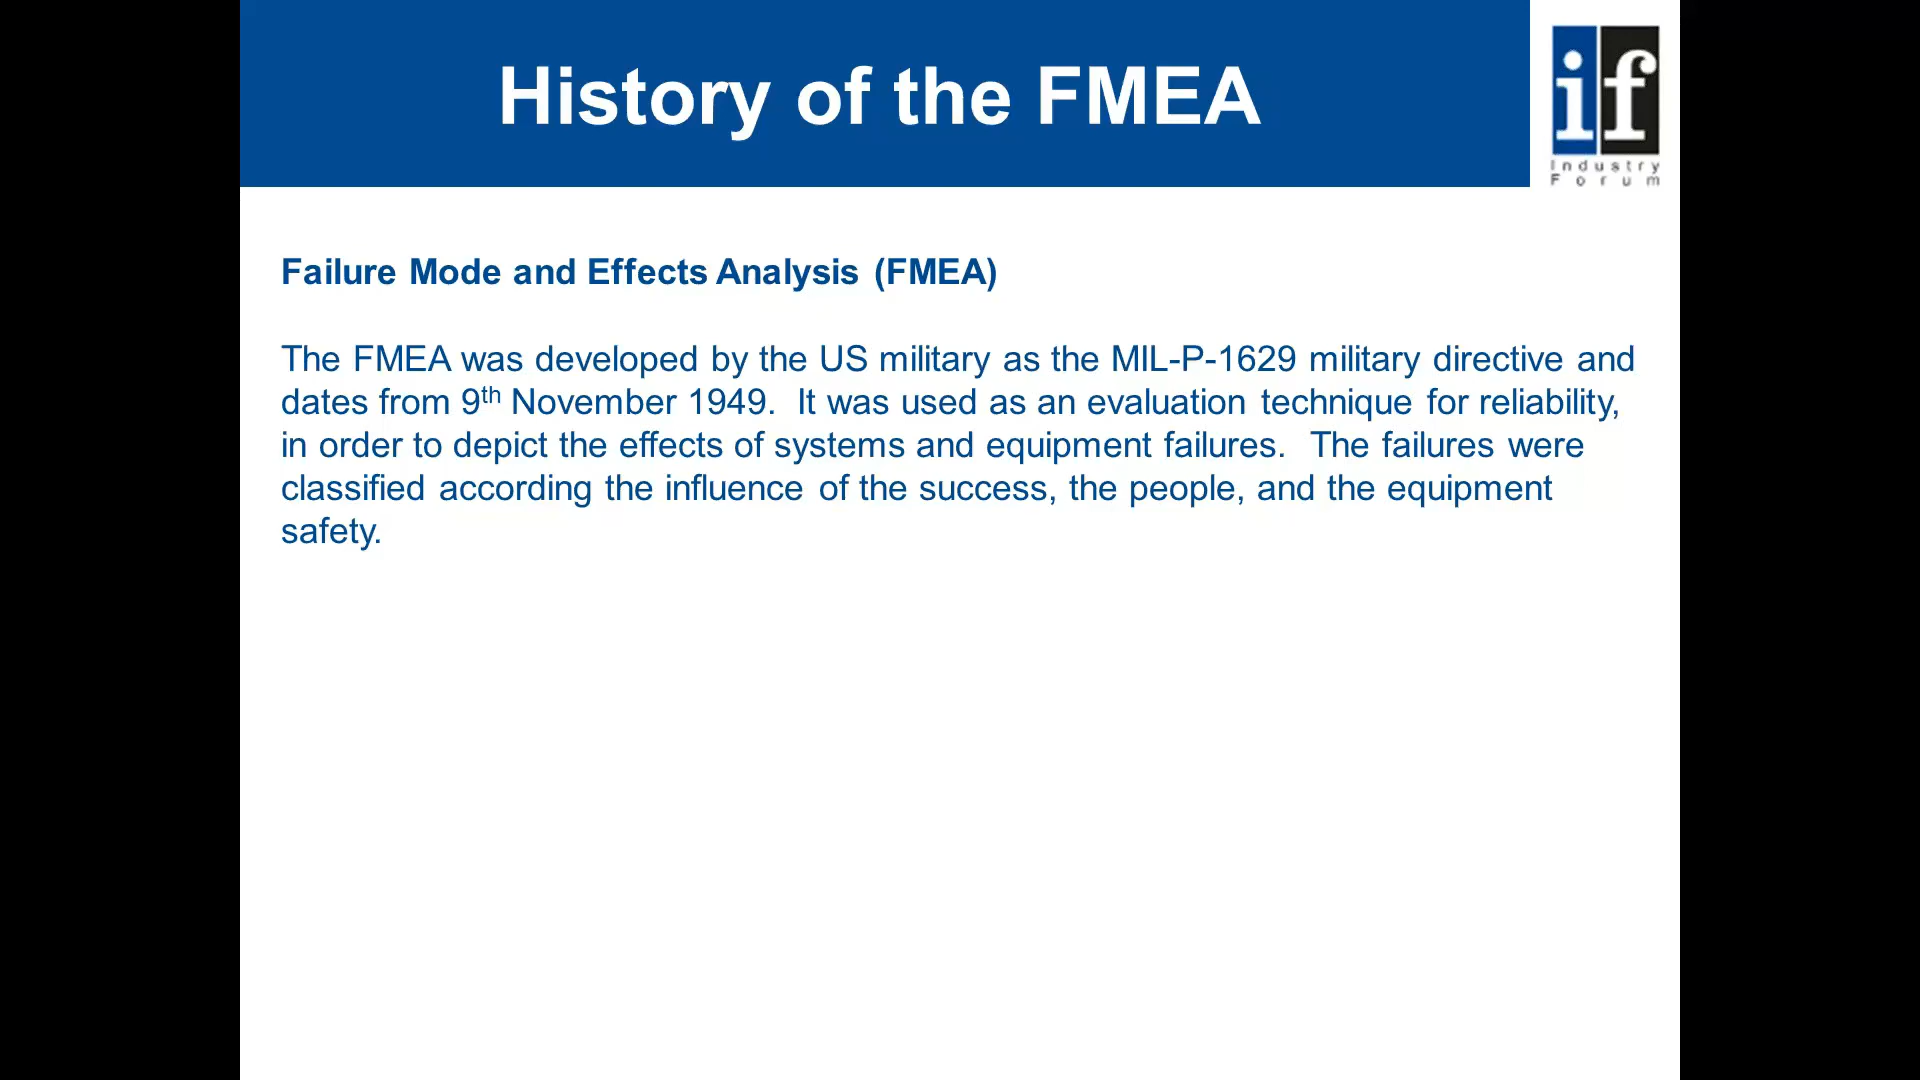 History of the FMEA
if
Industry
Forum
Failure Mode and Effects Analysis (FMEA)
The FMEA was developed by the US military as the MIL-P-1629 military directive and
dates from 9th November 1949.  It was used as an evaluation technique for reliability,
in order to depict the effects of systems and equipment failures.  The failures were
classified according the influence of the success, the people, and the equipment
safety.